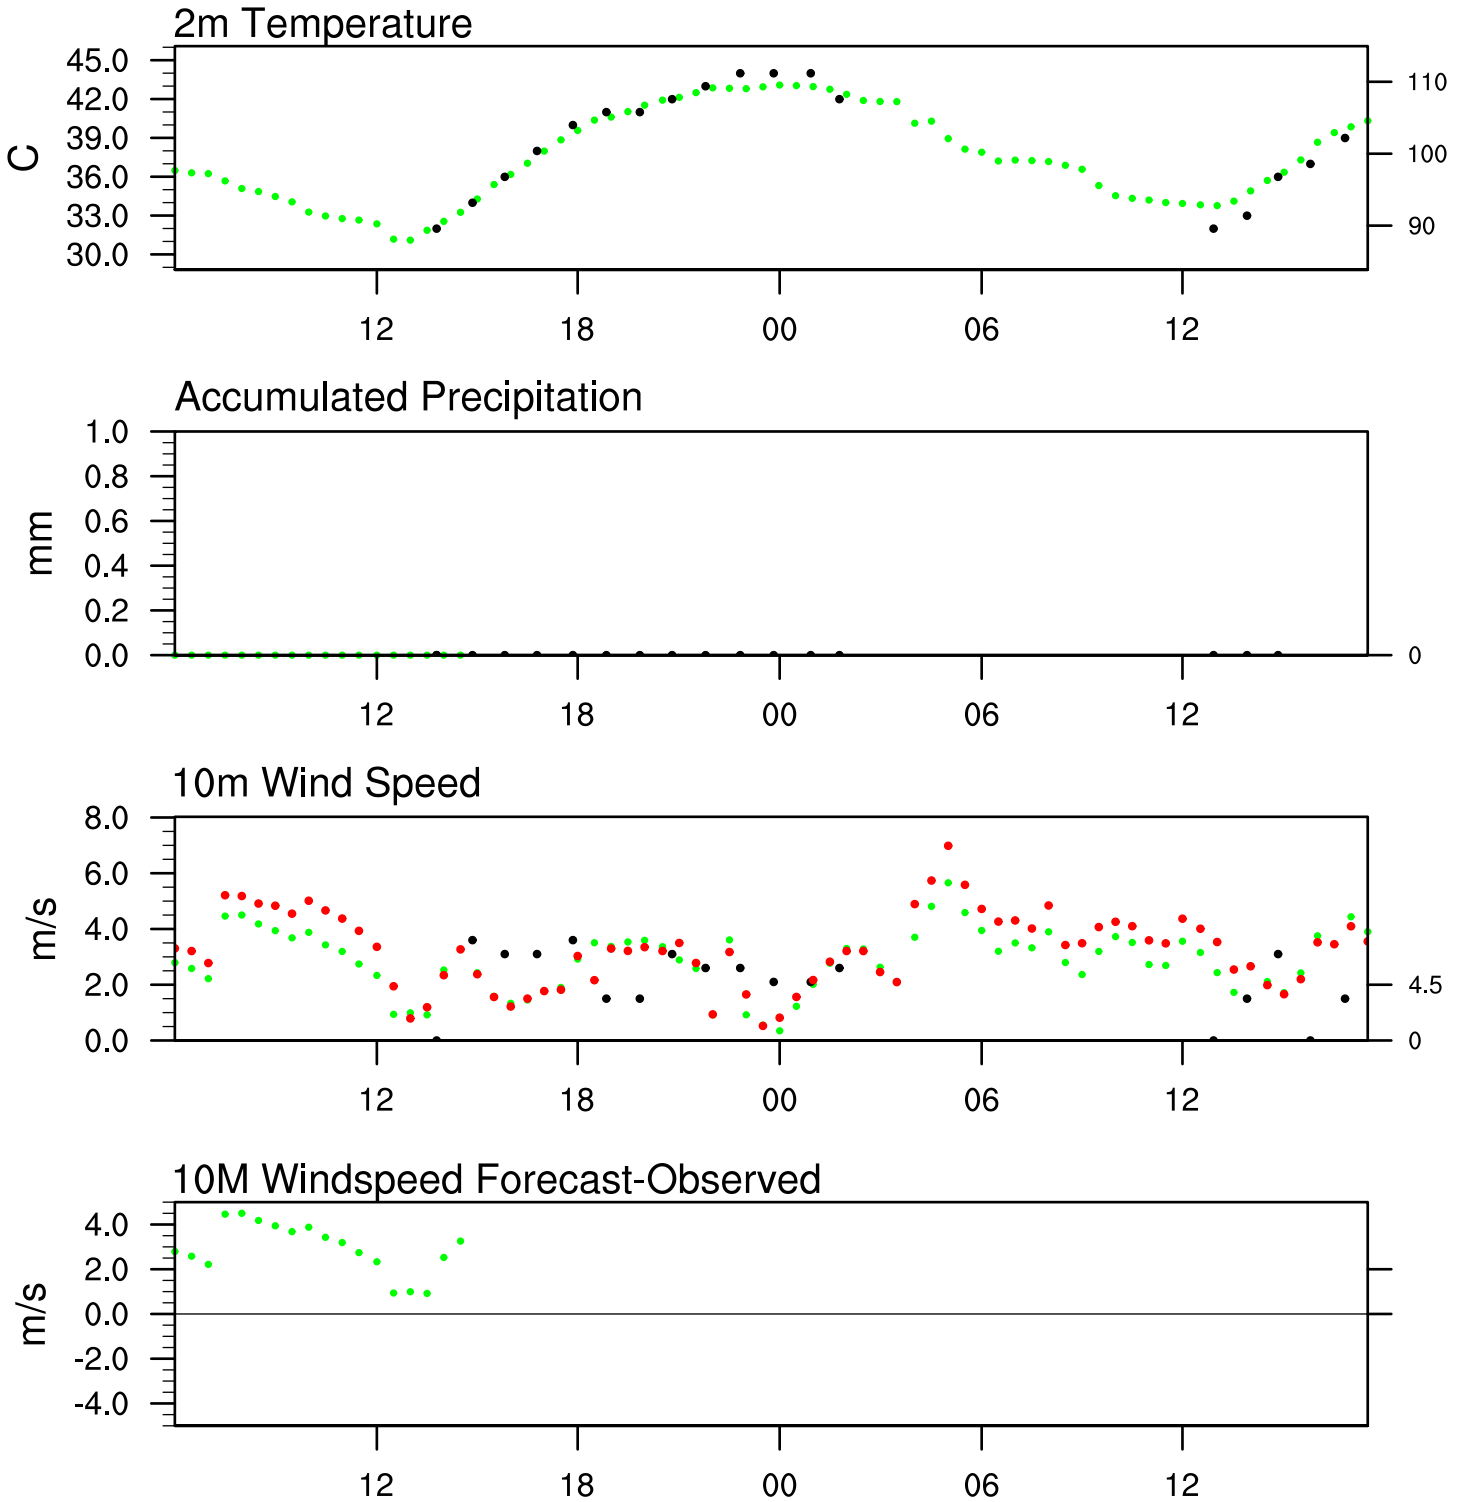 2m Temperature
45.0
42.0
39.0
36.0
33.0
30.0
C
110
100
90
12 18 00 06 12
Accumulated Precipitation
1.0
0.8
0.6
0.4
0.2
0.0
mm
0
12 18 00 06 12
10m Wind Speed
8.0
6.0
4.0
2.0
0.0
m/s
4.5
0
12 18 00 06 12
10M Windspeed Forecast-Observed
4.0
2.0
0.0
-2.0
-4.0
m/s
12 18 00 06 12